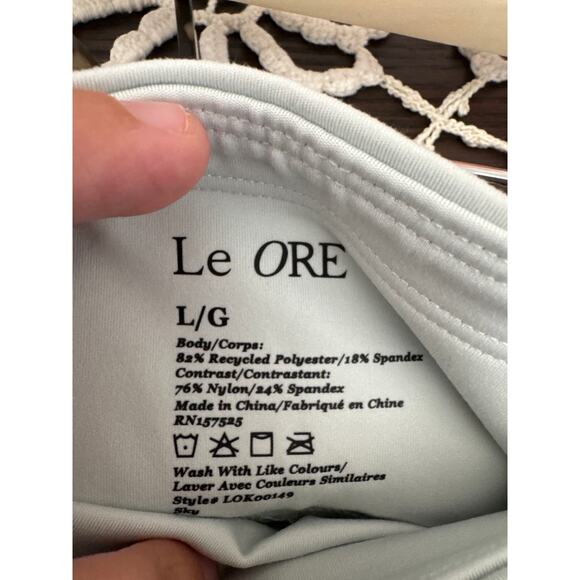 Le ORE
L/G
Body/Corps:
82% Recycled Polyester/18% Spandex
Contrast/Contrastant:
76% Nylon/24% Spandex
Made in China/Fabriqué en Chine
RN157525
Wash With Like Colours/
Laver Avec Couleurs Similaires
Style# LOK00149
Sky